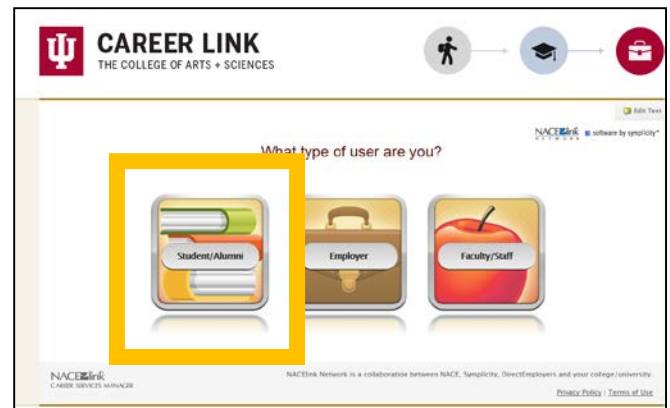 CAREER LINK
THE COLLEGE OF ARTS + SCIENCES
Edit Text
NACElink NETWORK software by symplicity
What type of user are you?
Student/Alumni
Employer
Faculty/Staff
NACElink
CAREER SERVICES MANAGER
NACElink Network is a collaboration between NACE, Symplicity, DirectEmployers and your college/university.
Privacy Policy | Terms of Use